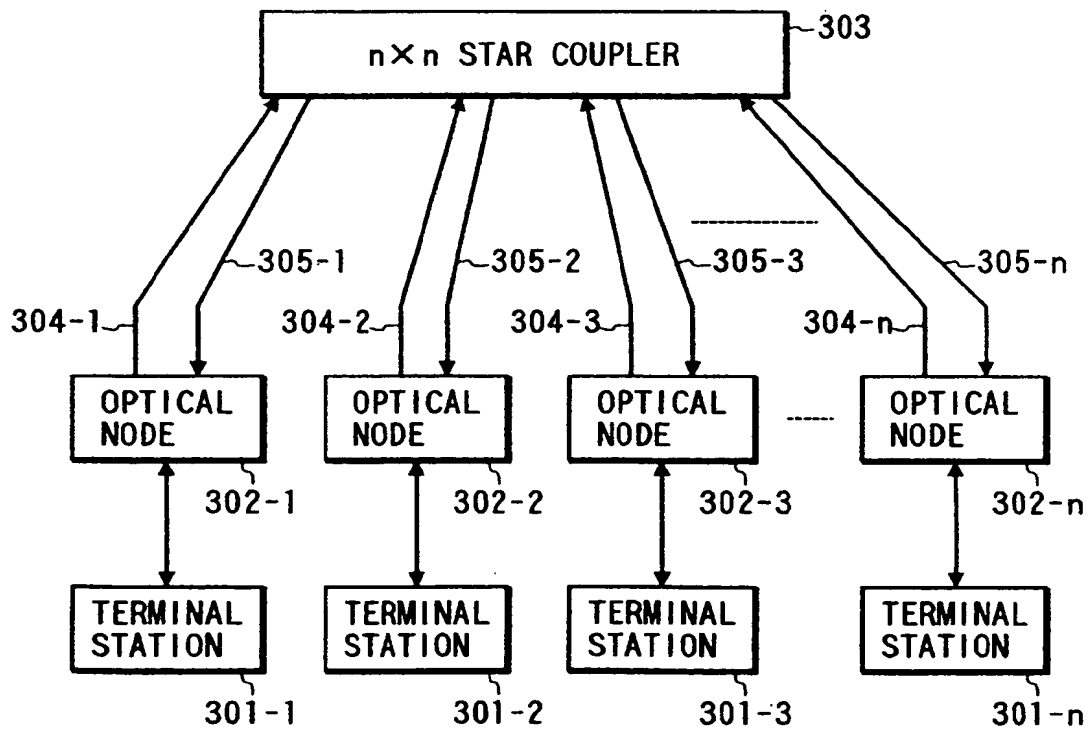 303
n×n STAR COUPLER
305-1
305-2
305-3
305-n
304-1
304-2
304-3
304-n
OPTICAL
NODE
OPTICAL
NODE
OPTICAL
NODE
OPTICAL
NODE
302-1
302-2
302-3
302-n
TERMINAL
STATION
TERMINAL
STATION
TERMINAL
STATION
TERMINAL
STATION
301-1
301-2
301-3
301-n